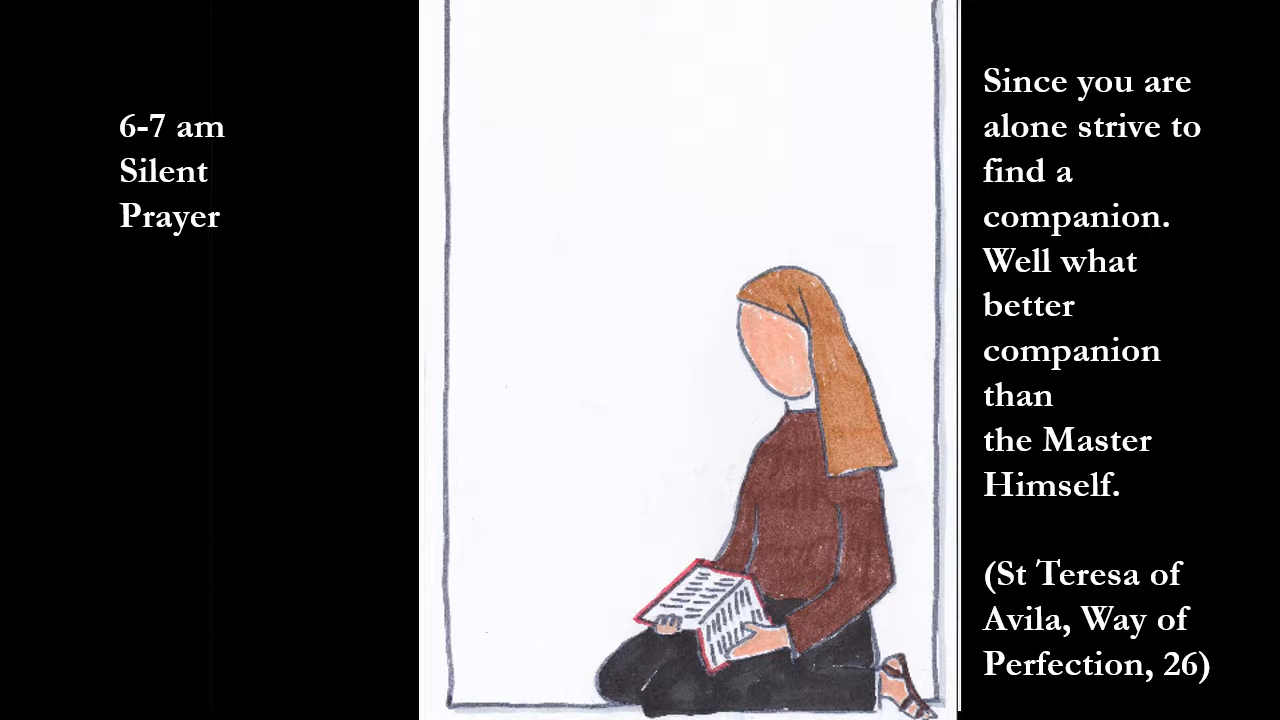 6-7 am
Silent
Prayer
Since you are
alone strive to
find a
companion.
Well what
better
companion
than
the Master
Himself.
(St Teresa of
Avila, Way of
Perfection, 26)